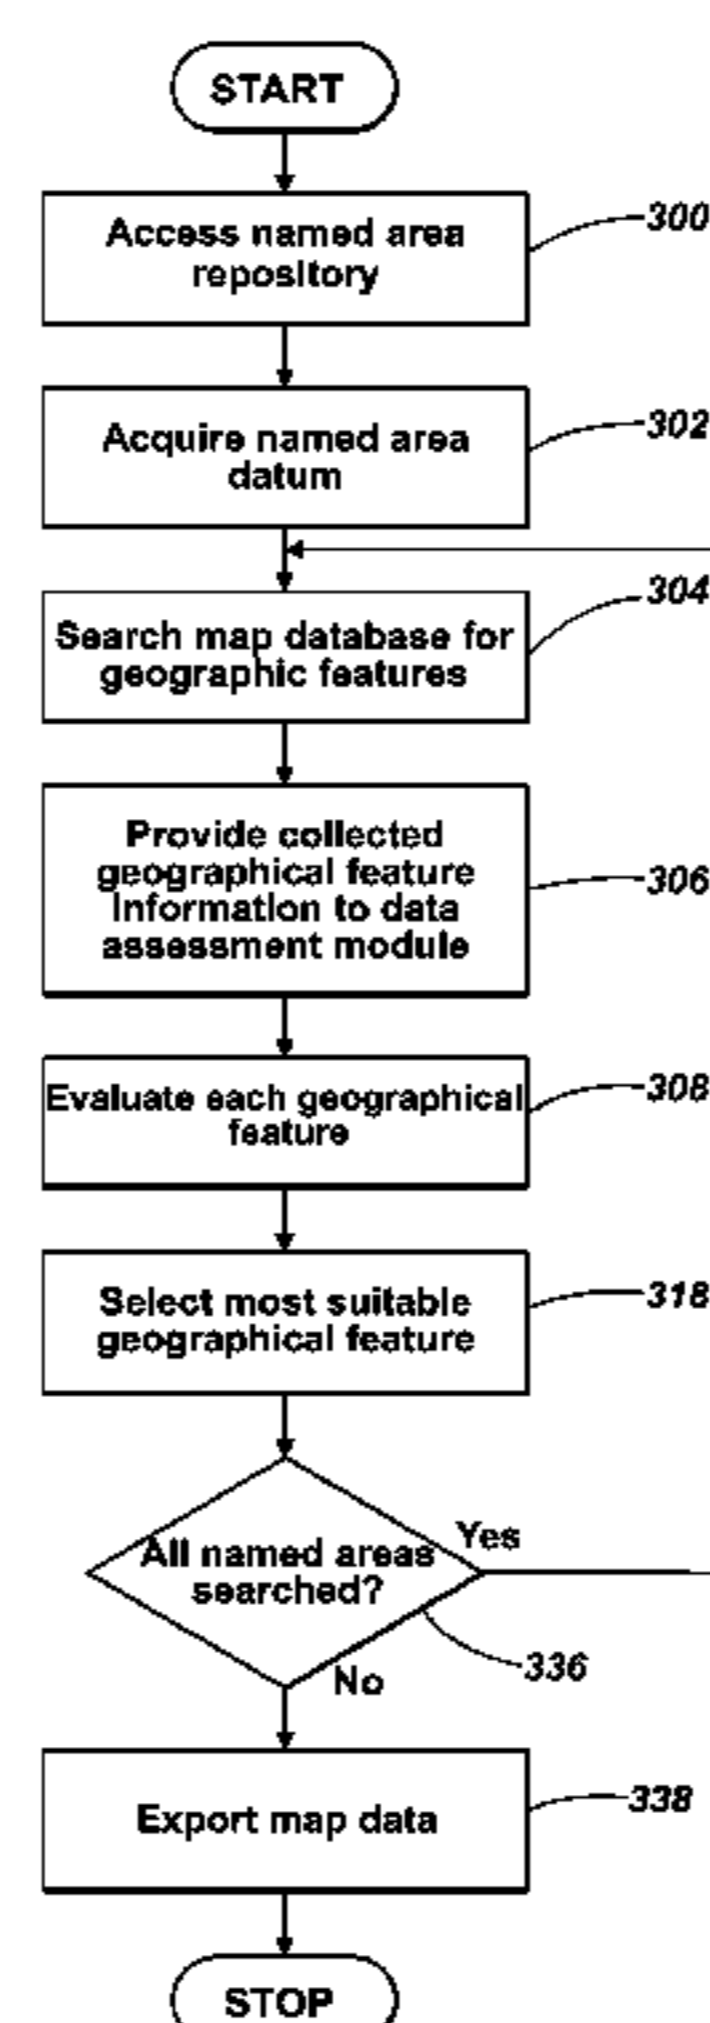 START
Access named area
repository
300
Acquire named area
datum
302
Search map database for
geographic features
304
Provide collected
geographical feature
Information to data
assessment module
306
Evaluate each geographical
feature
308
Select most suitable
geographical feature
318
All named areas
searched?
Yes
336
No
Export map data
338
STOP